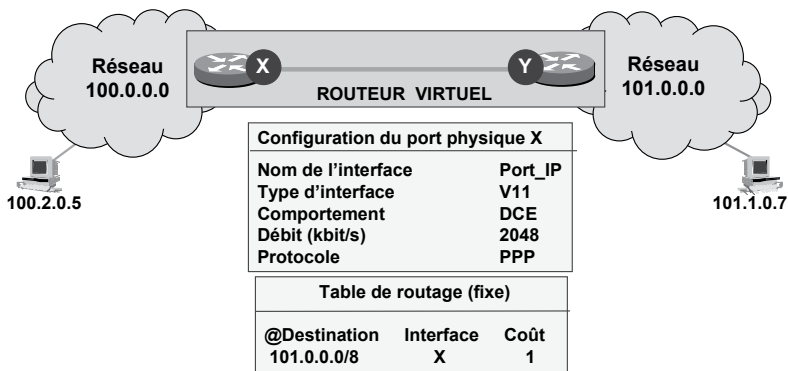 Réseau
100.0.0.0
X
Y
Réseau
101.0.0.0
ROUTEUR VIRTUEL
100.2.0.5
101.1.0.7
Configuration du port physique X
Nom de l’interface Port_IP
Type d’interface V11
Comportement DCE
Débit (kbit/s) 2048
Protocole PPP
Table de routage (fixe)
@Destination Interface Coût
101.0.0.0/8 X 1